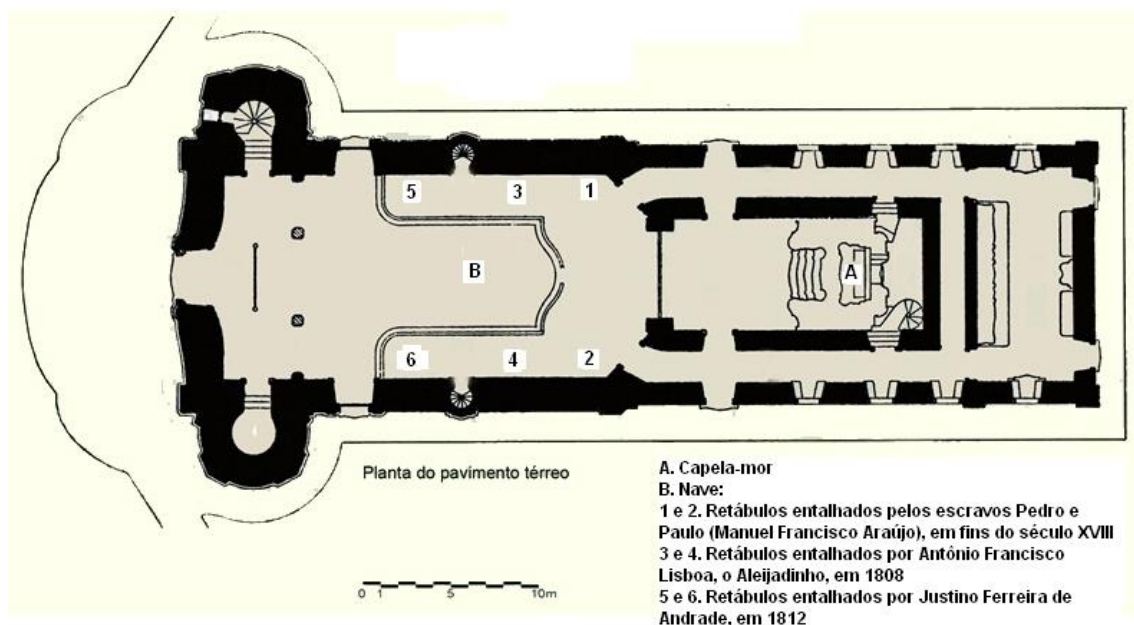 5
3
1
B
A
6
4
2
Planta do pavimento térreo
0 1 5 10m
A. Capela-mor
B. Nave:
1 e 2. Retábulos entalhados pelos escravos Pedro e
Paulo (Manuel Francisco Araújo), em fins do século XVIII
3 e 4. Retábulos entalhados por Antônio Francisco
Lisboa, o Aleijadinho, em 1808
5 e 6. Retábulos entalhados por Justino Ferreira de
Andrade, em 1812